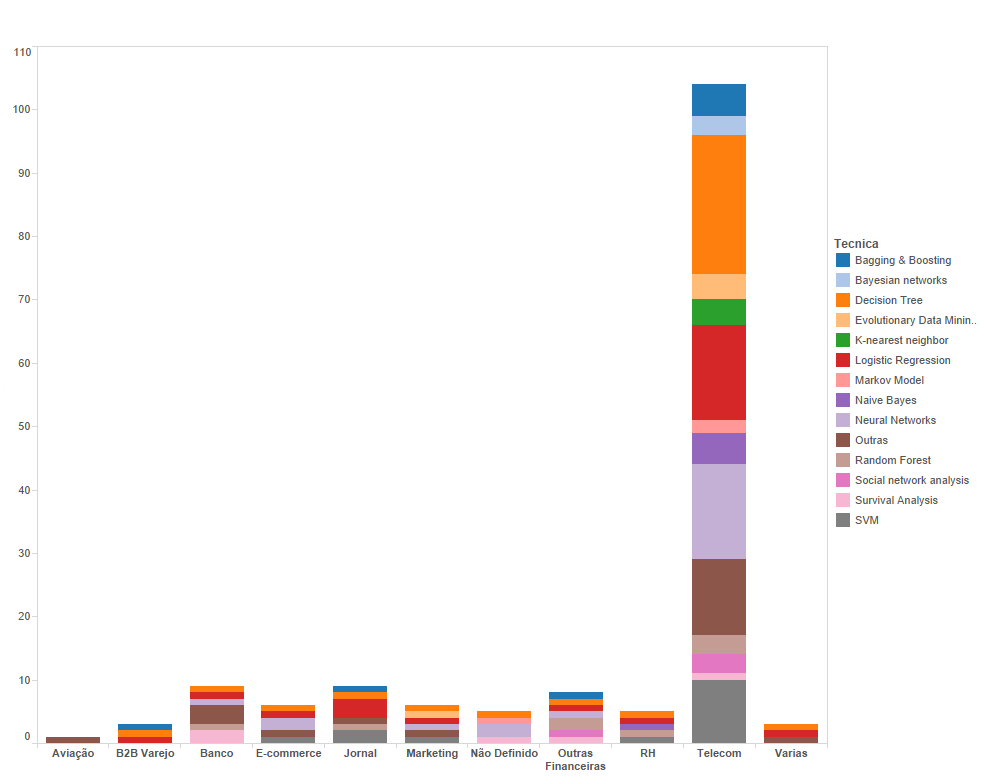 110
100
90
80
70
60
50
40
30
20
10
0
Aviação
B2B Varejo
Banco
E-commerce
Jornal
Marketing
Não Definido
Outras
Financeiras
RH
Telecom
Varias
Tecnica
Bagging & Boosting
Bayesian networks
Decision Tree
Evolutionary Data Minin..
K-nearest neighbor
Logistic Regression
Markov Model
Naive Bayes
Neural Networks
Outras
Random Forest
Social network analysis
Survival Analysis
SVM